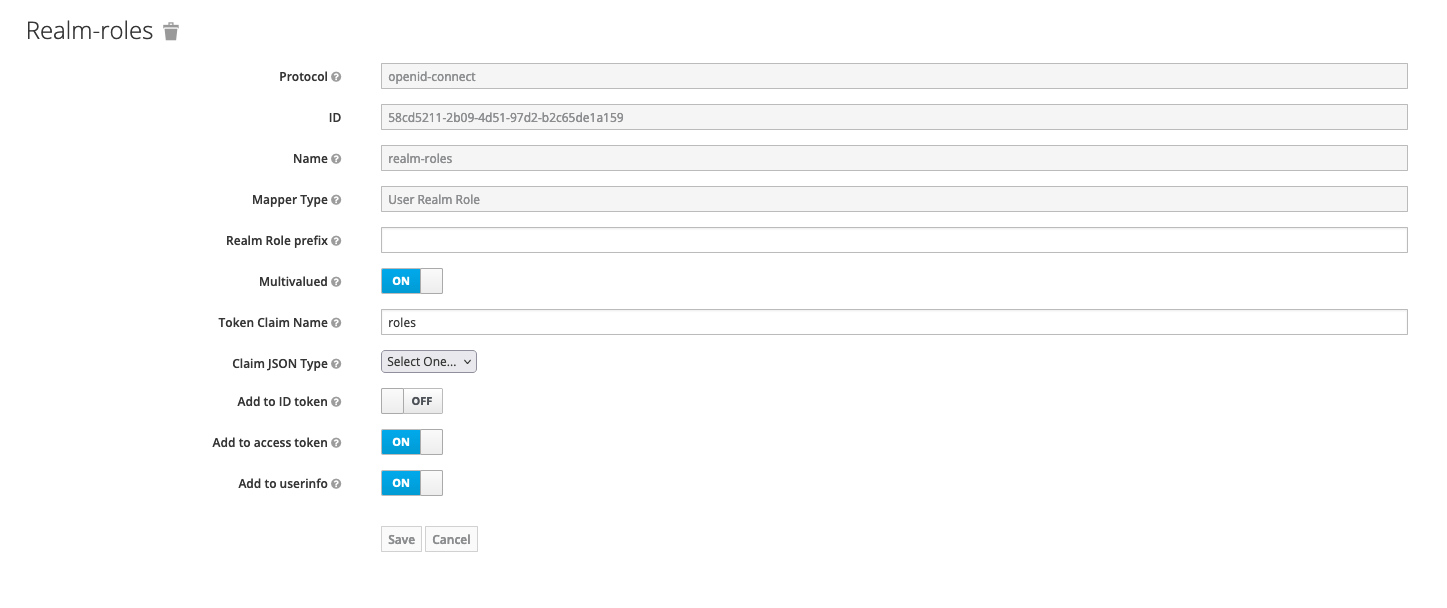 Realm-roles
Protocol openid-connect
ID 58cd5211-2b09-4d51-97d2-b2c65de1a159
Name realm-roles
Mapper Type User Realm Role
Realm Role prefix
Multivalued ON
Token Claim Name roles
Claim JSON Type Select One...
Add to ID token OFF
Add to access token ON
Add to userinfo ON
Save Cancel